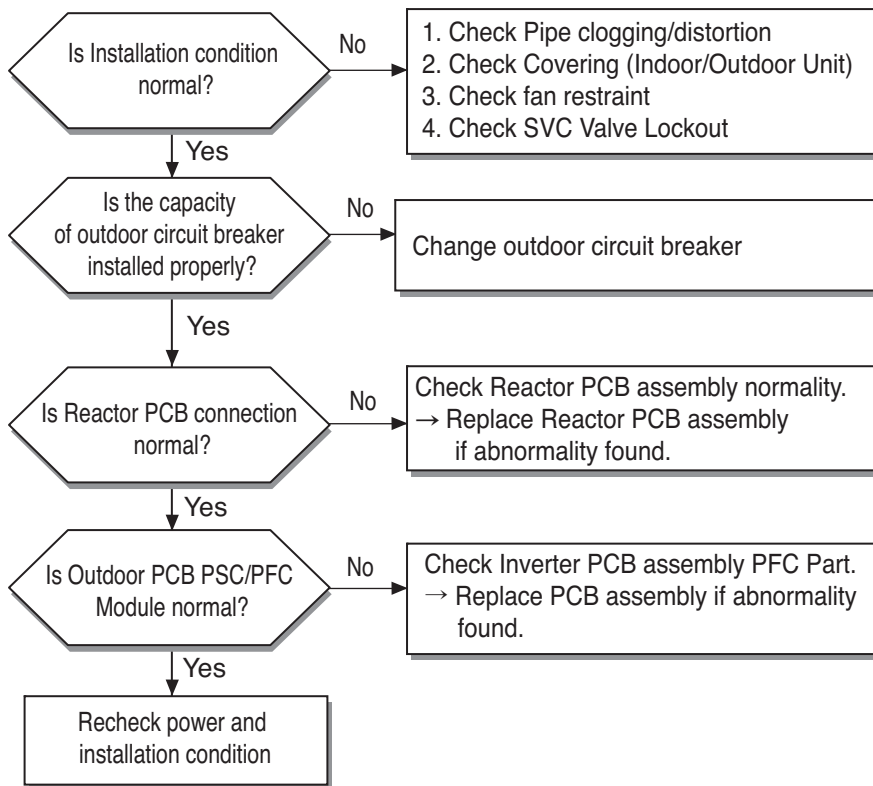 Is Installation condition
normal?
No
1. Check Pipe clogging/distortion
2. Check Covering (Indoor/Outdoor Unit)
3. Check fan restraint
4. Check SVC Valve Lockout
Yes
Is the capacity
of outdoor circuit breaker
installed properly?
No
Change outdoor circuit breaker
Yes
Is Reactor PCB connection
normal?
No
Check Reactor PCB assembly normality.
→ Replace Reactor PCB assembly
if abnormality found.
Yes
Is Outdoor PCB PSC/PFC
Module normal?
No
Check Inverter PCB assembly PFC Part.
→ Replace PCB assembly if abnormality
found.
Yes
Recheck power and
installation condition